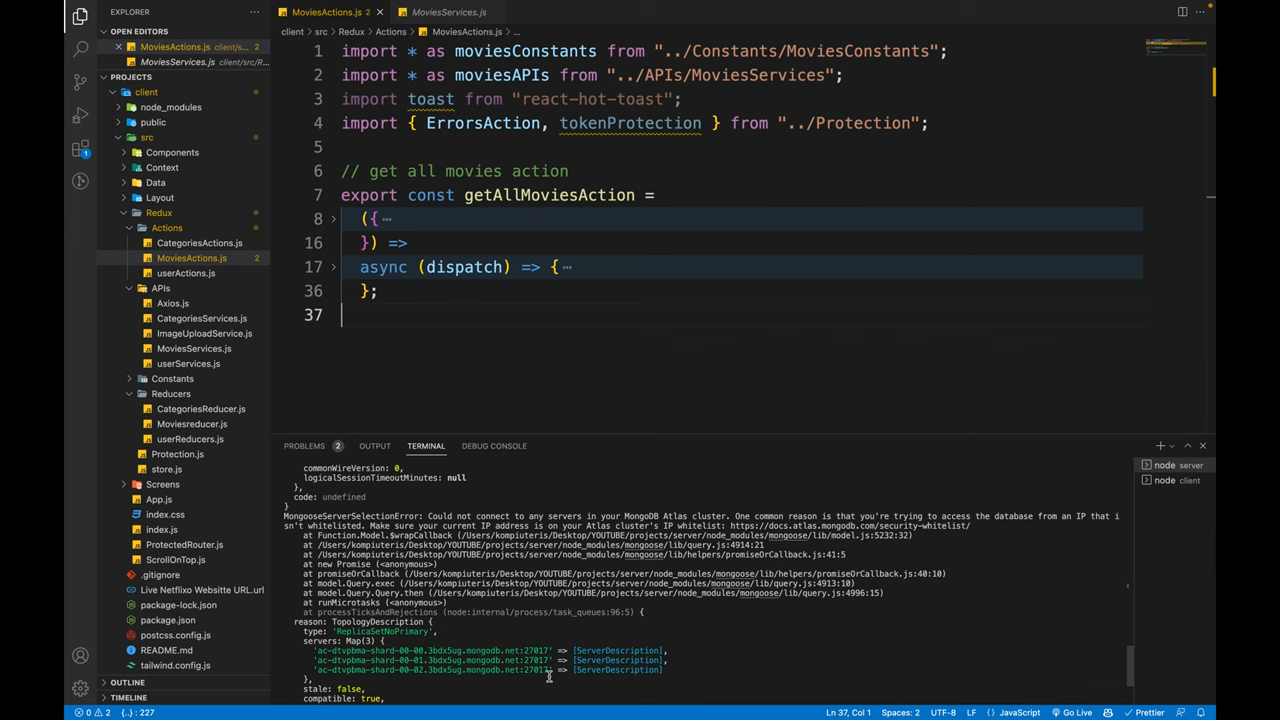 EXPLORER
MoviesActions.js 2
MoviesServices.js
OPEN EDITORS
client > src > Redux > Actions > MoviesActions.js > ...
MoviesActions.js client/s... 2
MoviesServices.js client/src/R...
PROJECTS
client
node_modules
public
src
Components
Context
Data
Layout
Redux
Actions
CategoriesActions.js
MoviesActions.js 2
userActions.js
APIs
Axios.js
CategoriesServices.js
ImageUploadService.js
MoviesServices.js
userServices.js
Constants
Reducers
CategoriesReducer.js
Moviesreducer.js
userReducers.js
Protection.js
store.js
Screens
App.js
index.css
index.js
ProtectedRouter.js
ScrollOnTop.js
.gitignore
Live Netflixo Websitte URL.url
package-lock.json
package.json
postcss.config.js
README.md
tailwind.config.js
OUTLINE
TIMELINE
1 import * as moviesConstants from "../Constants/MoviesConstants";
2 import * as moviesAPIs from "../APIs/MoviesServices";
3 import toast from "react-hot-toast";
4 import { ErrorsAction, tokenProtection } from "../Protection";
5
6 // get all movies action
7 export const getAllMoviesAction =
8 ({ ⋯
16 }) =>
17 async (dispatch) => { ⋯
36 };
37
PROBLEMS 2 OUTPUT TERMINAL DEBUG CONSOLE
node server
node client
commonWireVersion: 0,
logicalSessionTimeoutMinutes: null
},
code: undefined
}
MongooseServerSelectionError: Could not connect to any servers in your MongoDB Atlas cluster. One common reason is that you're trying to access the database from an IP that i
sn't whitelisted. Make sure your current IP address is on your Atlas cluster's IP whitelist: https://docs.atlas.mongodb.com/security-whitelist/
at Function.Model.$wrapCallback (/Users/kompiuteris/Desktop/YOUTUBE/projects/server/node_modules/mongoose/lib/model.js:5232:32)
at /Users/kompiuteris/Desktop/YOUTUBE/projects/server/node_modules/mongoose/lib/query.js:4914:21
at /Users/kompiuteris/Desktop/YOUTUBE/projects/server/node_modules/mongoose/lib/helpers/promiseOrCallback.js:41:5
at new Promise (<anonymous>)
at promiseOrCallback (/Users/kompiuteris/Desktop/YOUTUBE/projects/server/node_modules/mongoose/lib/helpers/promiseOrCallback.js:40:10)
at model.Query.exec (/Users/kompiuteris/Desktop/YOUTUBE/projects/server/node_modules/mongoose/lib/query.js:4913:10)
at model.Query.Query.then (/Users/kompiuteris/Desktop/YOUTUBE/projects/server/node_modules/mongoose/lib/query.js:4996:15)
at runMicrotasks (<anonymous>)
at processTicksAndRejections (node:internal/process/task_queues:96:5) {
reason: TopologyDescription {
type: 'ReplicaSetNoPrimary',
servers: Map(3) {
'ac-dtvpbma-shard-00-00.3bdx5ug.mongodb.net:27017' => [ServerDescription],
'ac-dtvpbma-shard-00-01.3bdx5ug.mongodb.net:27017' => [ServerDescription],
'ac-dtvpbma-shard-00-02.3bdx5ug.mongodb.net:27017' => [ServerDescription]
},
stale: false,
compatible: true,
0 2 {..} : 227 Ln 37, Col 1 Spaces: 2 UTF-8 LF {} JavaScript Go Live Prettier